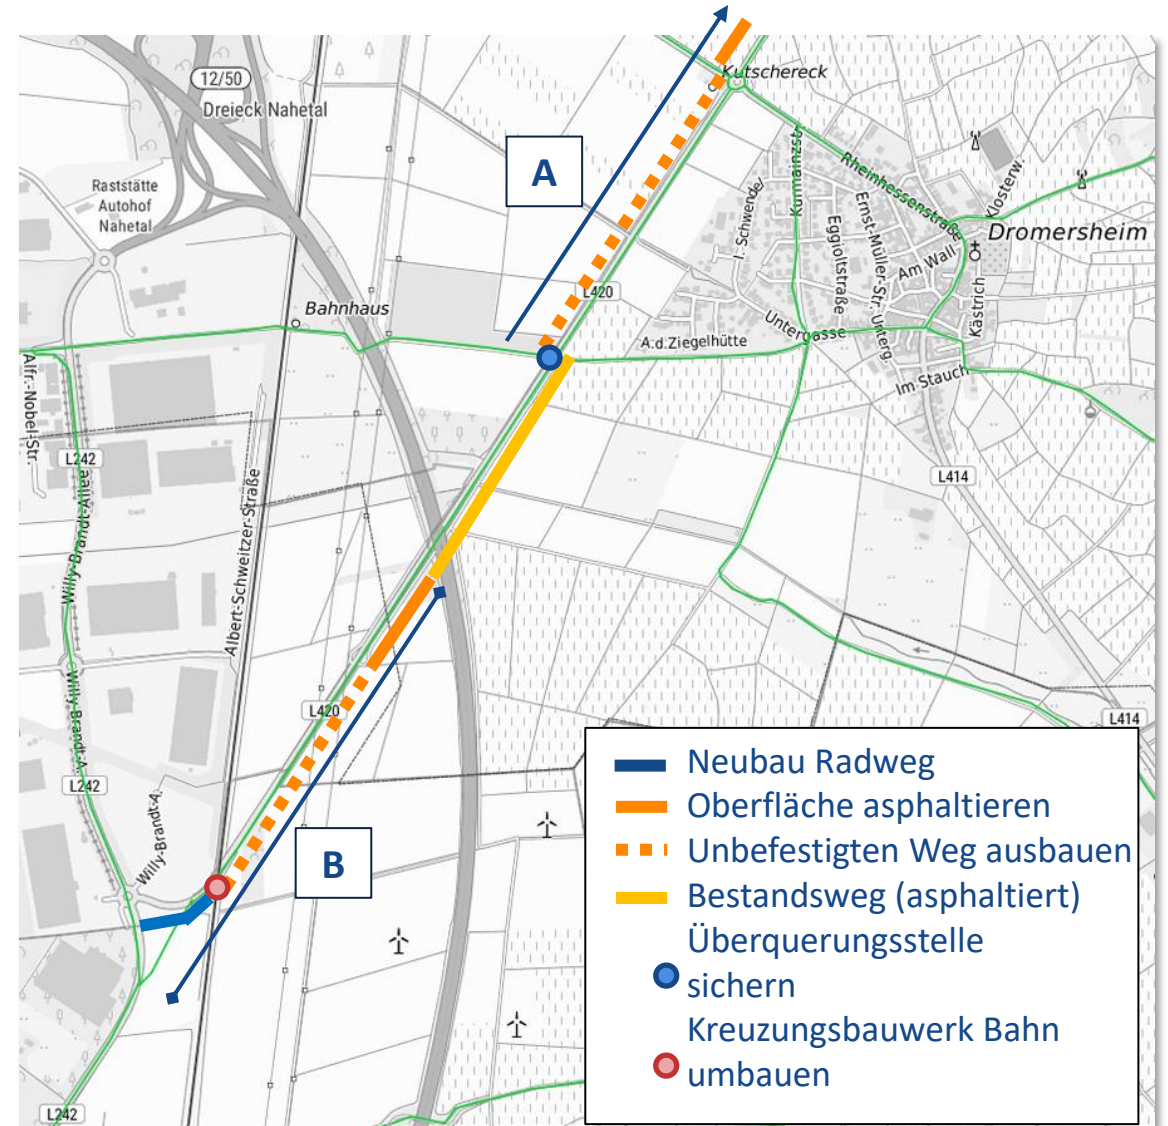 Kutschereck
12/50
Dreieck Nahetal
A
Raststätte
Autohof
Nahetal
Kurmainzstr.
Rheinhessenstraße
Klosterw.
I. Schwende/
Ernst-Müller-Str.
Eggioltstraße
Dromersheim
Am Wall
L420
Bahnhaus
Kästrich
Untergasse
Unterg.
A.d.Ziegelhütte
Im Stauch
Alfr.-Nobel-Str.
L242
Willy-Brandt-Allee
Albert-Schweitzer-Straße
L414
Willy-Brandt-A.
L420
L414
L242
Willy-Brandt-A.
B
L242
Neubau Radweg
Oberfläche asphaltieren
Unbefestigten Weg ausbauen
Bestandsweg (asphaltiert)
Überquerungsstelle
sichern
Kreuzungsbauwerk Bahn
umbauen